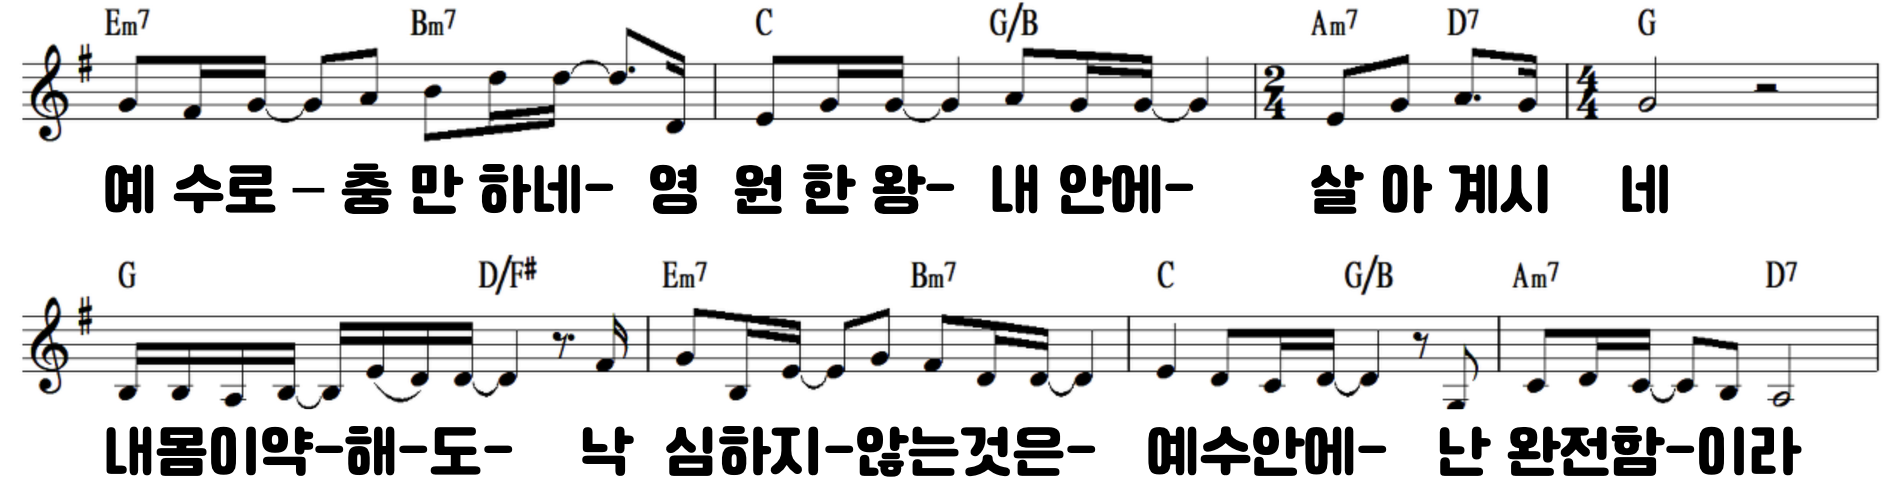 Em7 Bm7 C G/B Am7 D7 G
2/4 4/4
예 수로 – 충 만 하네- 영 원 한 왕- 내 안에- 살 아 계시 네
G D/F# Em7 Bm7 C G/B Am7 D7
내몸이약-해-도- 낙 심하지-않는것은- 예수안에- 난 완전함-이라